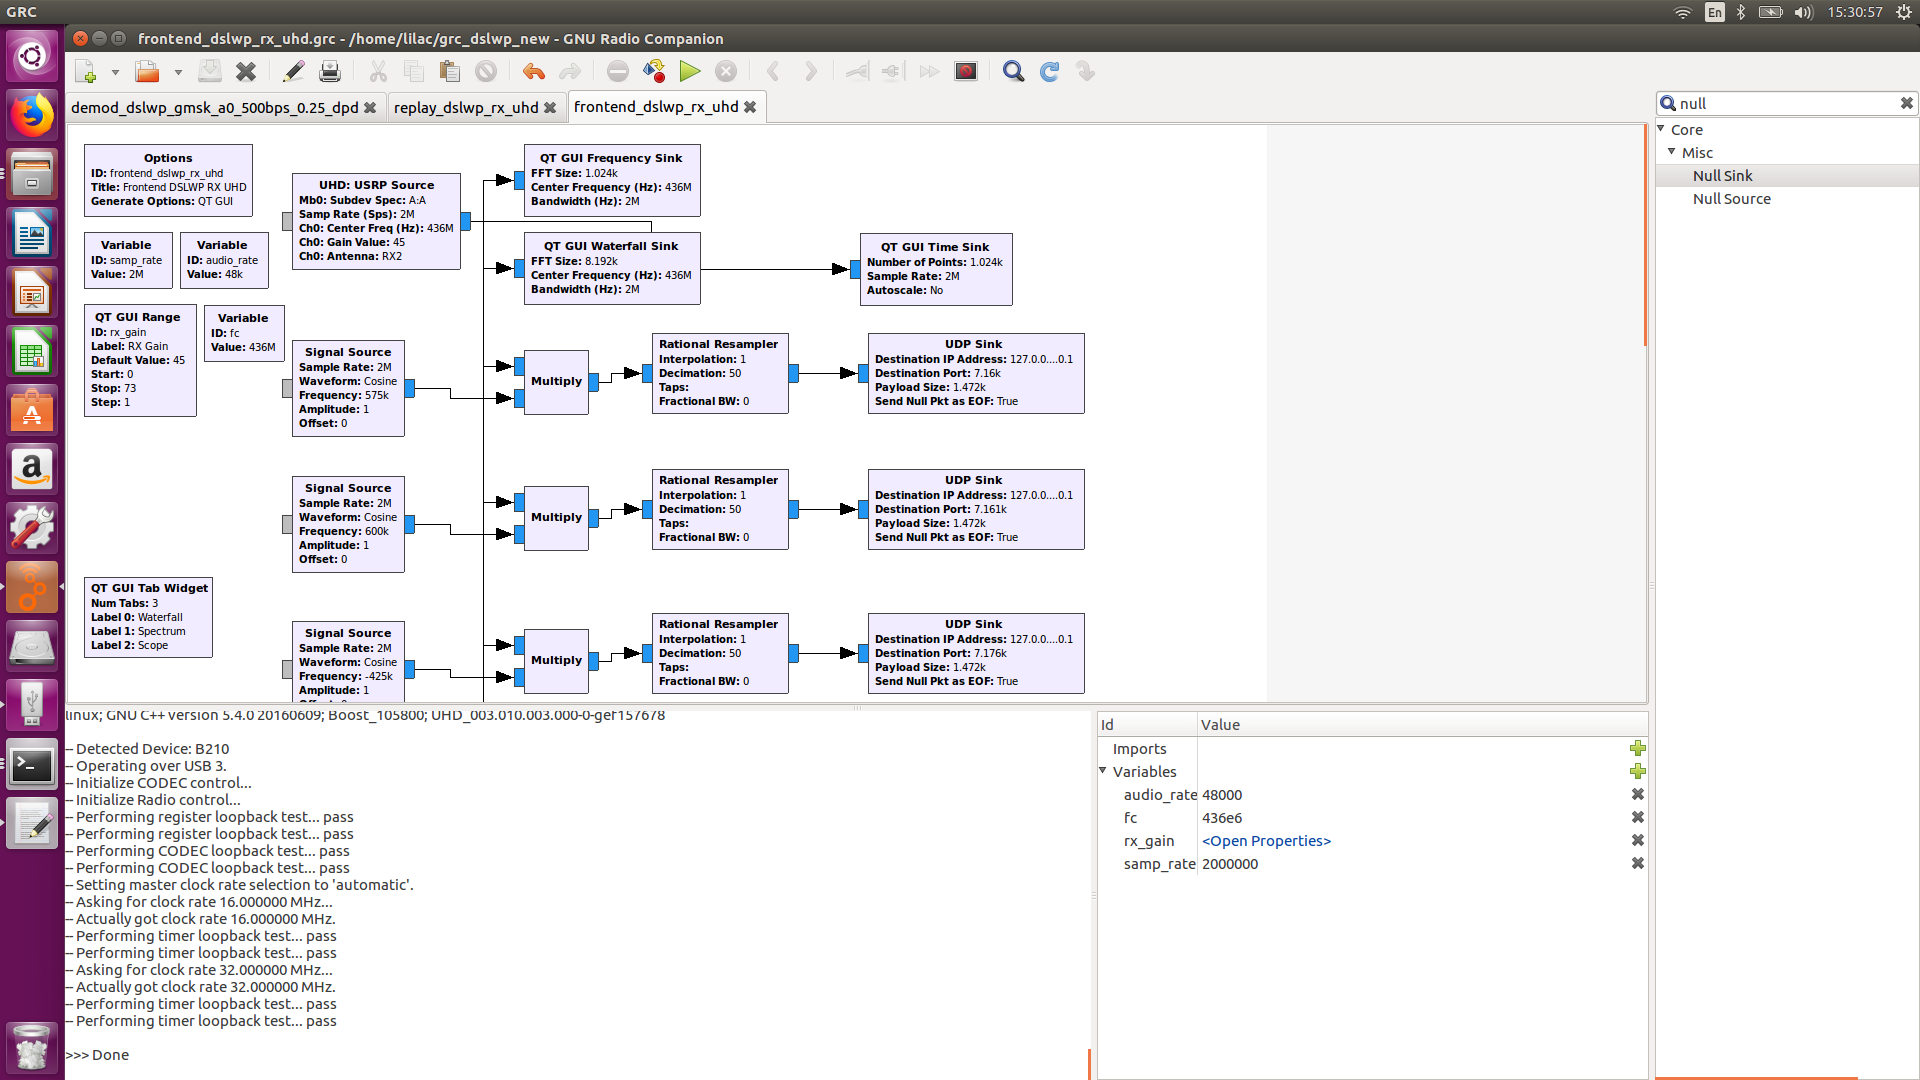 GRC
En
15:30:57
frontend_dslwp_rx_uhd.grc - /home/lilac/grc_dslwp_new - GNU Radio Companion
demod_dslwp_gmsk_a0_500bps_0.25_dpd
replay_dslwp_rx_uhd
frontend_dslwp_rx_uhd
Options
ID: frontend_dslwp_rx_uhd
Title: Frontend DSLWP RX UHD
Generate Options: QT GUI
Variable
ID: samp_rate
Value: 2M
Variable
ID: audio_rate
Value: 48k
QT GUI Range
ID: rx_gain
Label: RX Gain
Default Value: 45
Start: 0
Stop: 73
Step: 1
Variable
ID: fc
Value: 436M
UHD: USRP Source
Mb0: Subdev Spec: A:A
Samp Rate (Sps): 2M
Ch0: Center Freq (Hz): 436M
Ch0: Gain Value: 45
Ch0: Antenna: RX2
QT GUI Frequency Sink
FFT Size: 1.024k
Center Frequency (Hz): 436M
Bandwidth (Hz): 2M
QT GUI Waterfall Sink
FFT Size: 8.192k
Center Frequency (Hz): 436M
Bandwidth (Hz): 2M
QT GUI Time Sink
Number of Points: 1.024k
Sample Rate: 2M
Autoscale: No
Signal Source
Sample Rate: 2M
Waveform: Cosine
Frequency: 575k
Amplitude: 1
Offset: 0
Multiply
Rational Resampler
Interpolation: 1
Decimation: 50
Taps:
Fractional BW: 0
UDP Sink
Destination IP Address: 127.0.0....0.1
Destination Port: 7.16k
Payload Size: 1.472k
Send Null Pkt as EOF: True
Signal Source
Sample Rate: 2M
Waveform: Cosine
Frequency: 600k
Amplitude: 1
Offset: 0
Multiply
Rational Resampler
Interpolation: 1
Decimation: 50
Taps:
Fractional BW: 0
UDP Sink
Destination IP Address: 127.0.0....0.1
Destination Port: 7.161k
Payload Size: 1.472k
Send Null Pkt as EOF: True
QT GUI Tab Widget
Num Tabs: 3
Label 0: Waterfall
Label 1: Spectrum
Label 2: Scope
Signal Source
Sample Rate: 2M
Waveform: Cosine
Frequency: -425k
Amplitude: 1
Offset: 0
Multiply
Rational Resampler
Interpolation: 1
Decimation: 50
Taps:
Fractional BW: 0
UDP Sink
Destination IP Address: 127.0.0....0.1
Destination Port: 7.176k
Payload Size: 1.472k
Send Null Pkt as EOF: True
null
Core
Misc
Null Sink
Null Source
linux; GNU C++ version 5.4.0 20160609; Boost_105800; UHD_003.010.003.000-0-gef157678
-- Detected Device: B210
-- Operating over USB 3.
-- Initialize CODEC control...
-- Initialize Radio control...
-- Performing register loopback test... pass
-- Performing register loopback test... pass
-- Performing CODEC loopback test... pass
-- Performing CODEC loopback test... pass
-- Setting master clock rate selection to 'automatic'.
-- Asking for clock rate 16.000000 MHz...
-- Actually got clock rate 16.000000 MHz.
-- Performing timer loopback test... pass
-- Performing timer loopback test... pass
-- Asking for clock rate 32.000000 MHz...
-- Actually got clock rate 32.000000 MHz.
-- Performing timer loopback test... pass
-- Performing timer loopback test... pass
>>> Done
Id Value
Imports
Variables
audio_rate 48000
fc 436e6
rx_gain <Open Properties>
samp_rate 2000000